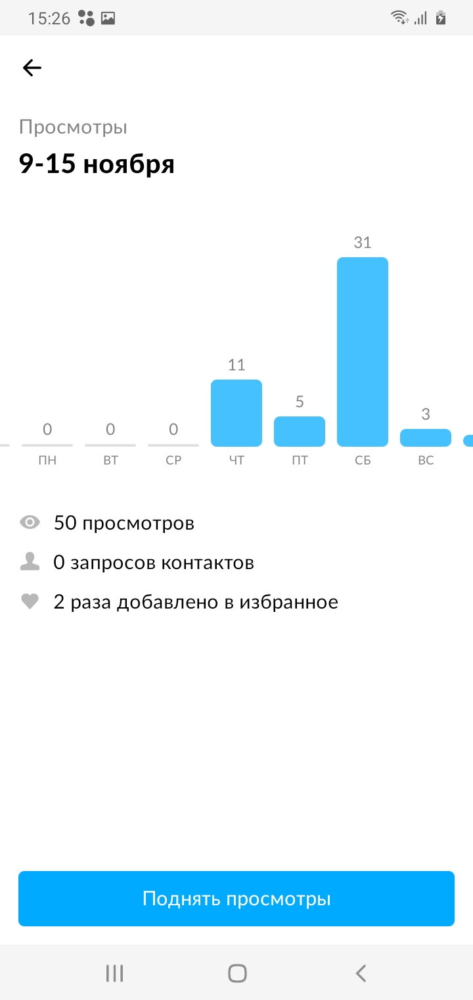 15:26
Просмотры
9-15 ноября
31
11
5
3
0 0 0
ПН ВТ СР ЧТ ПТ СБ ВС
50 просмотров
0 запросов контактов
2 раза добавлено в избранное
Поднять просмотры